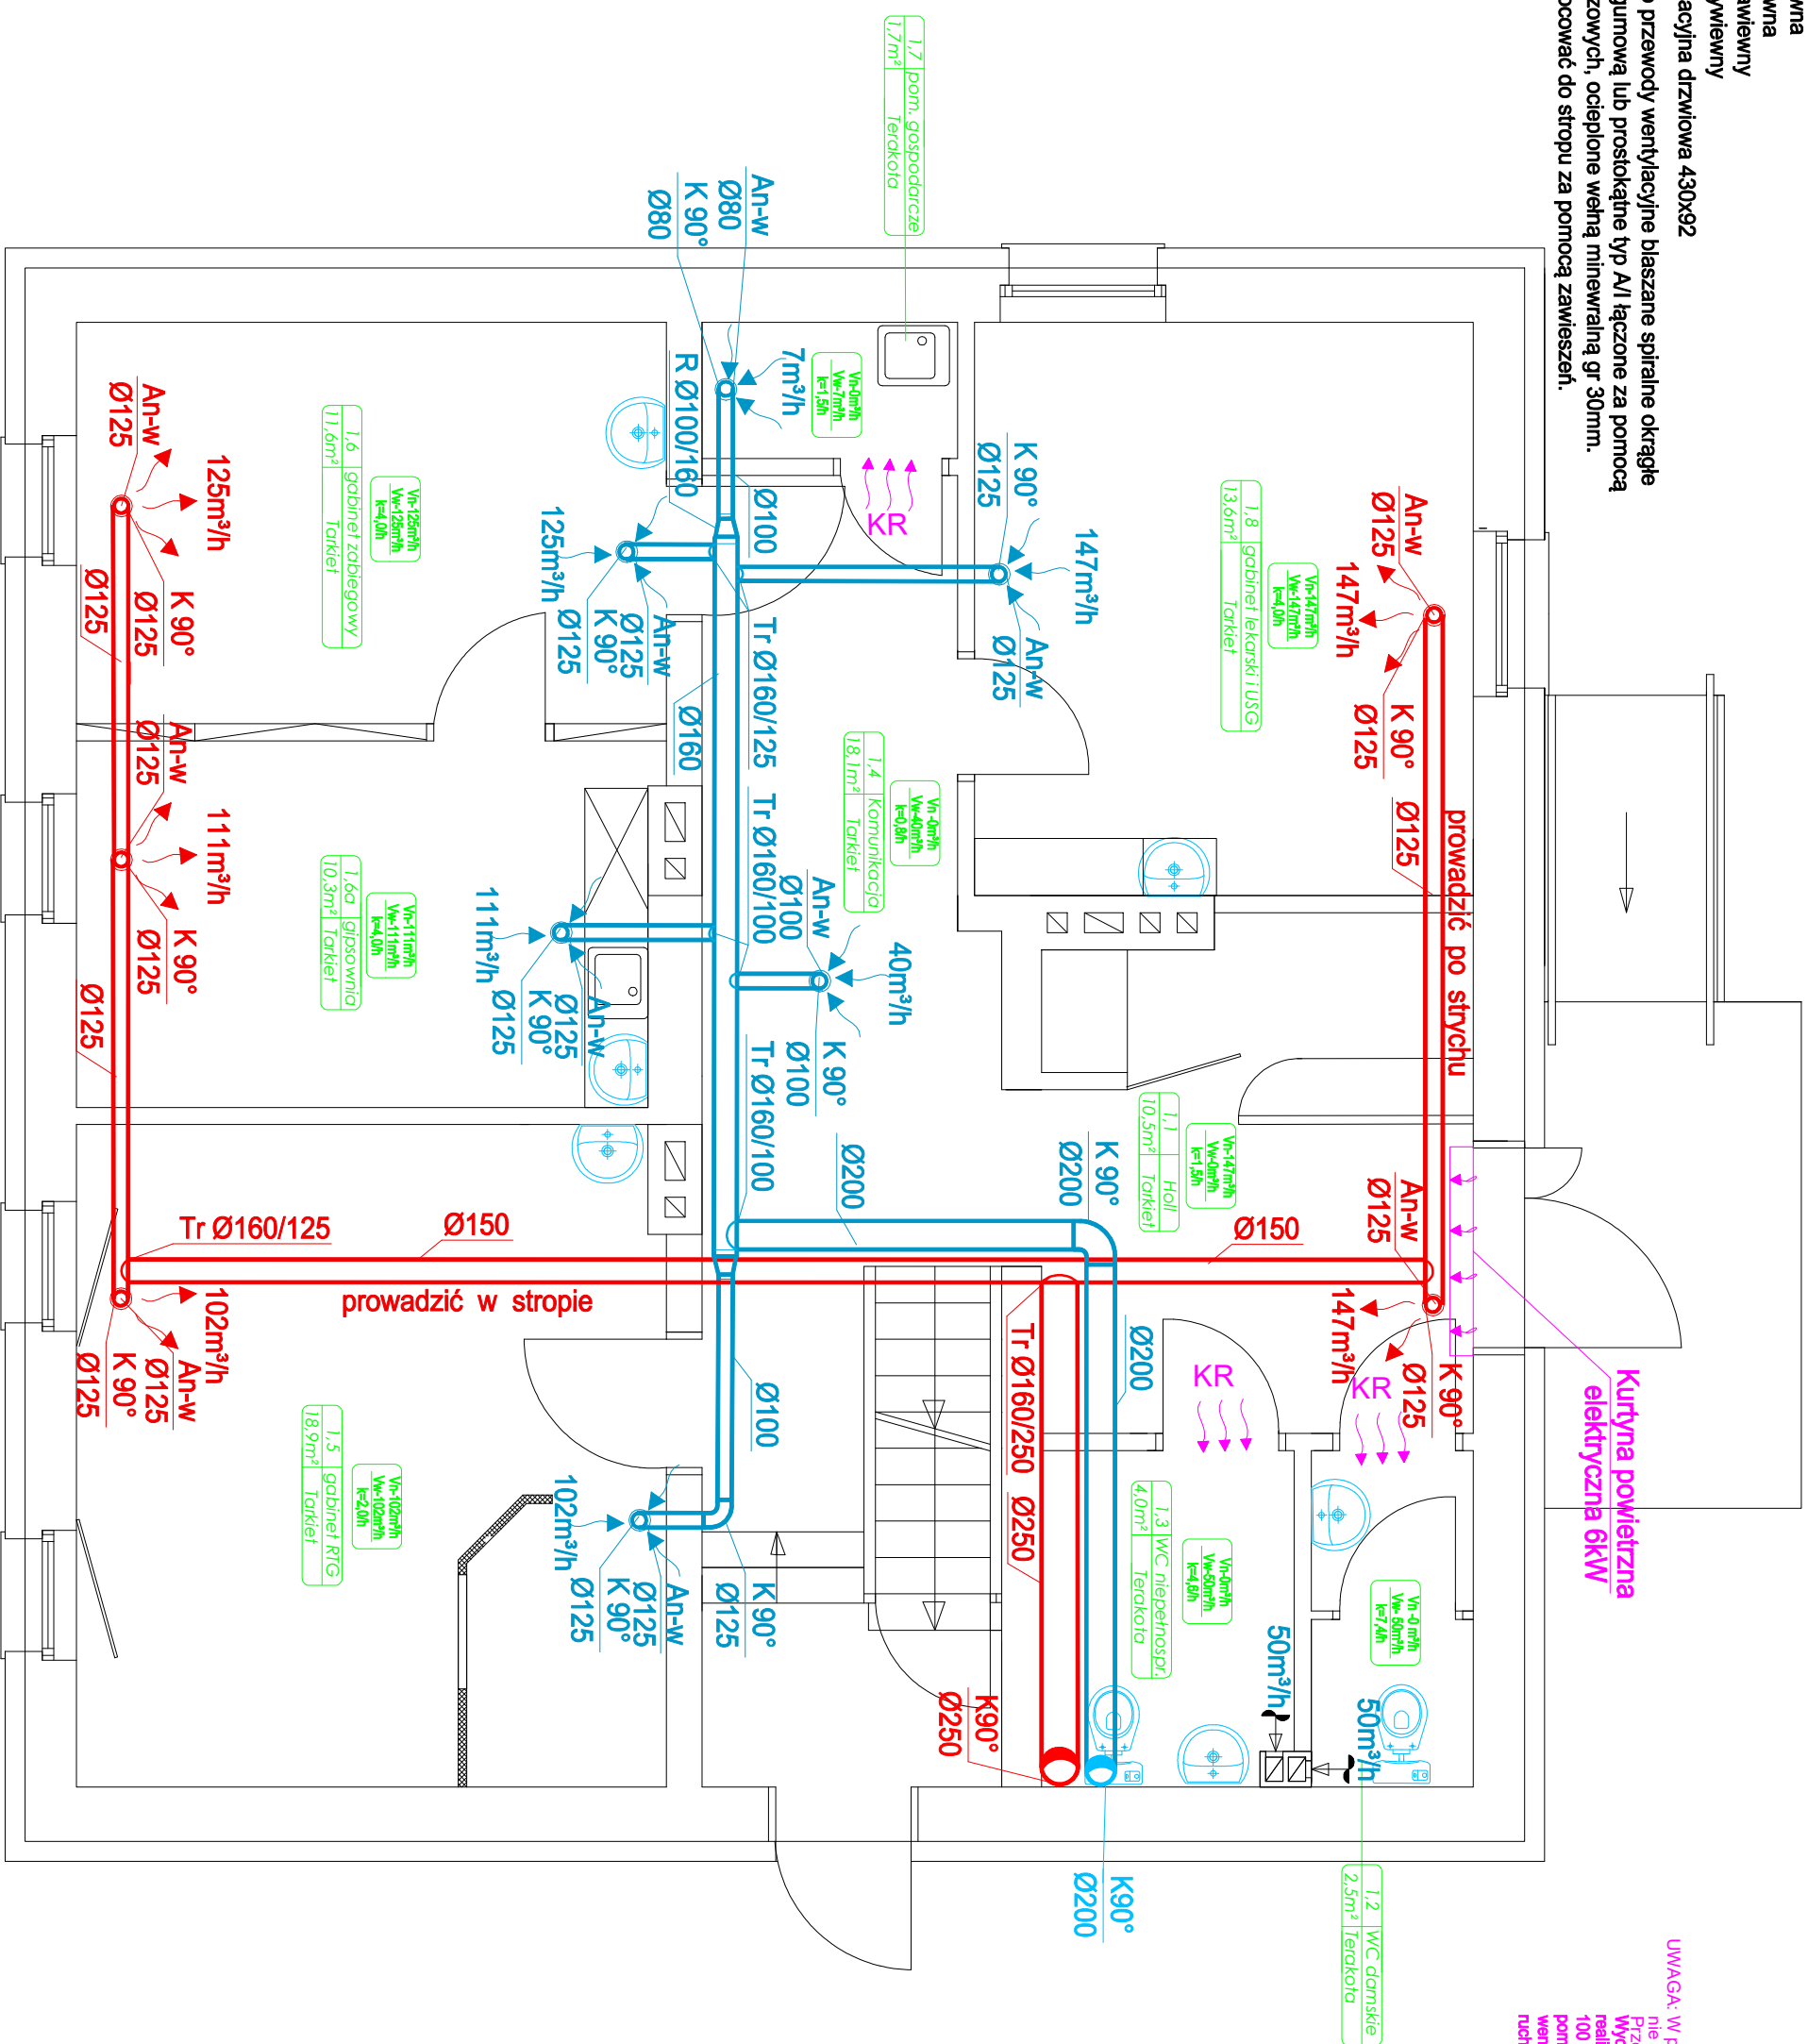 acyjna drzwiowa 430x92
przewody wentylacyjne blaszane spiralne okrągłe
gumową lub prostokątne typ A/I łączone za pomocą
zowych, ocieplone wełną minewralną gr 30mm.
ocować do stropu za pomocą zawieszeń.
1,7 pom. gospodarcze
1,7m² Terakota
An-w
Ø80
K 90°
Ø80
7m³/h
Vn-0m³/h
Vw-7m³/h
k=1,5/h
KR
R Ø100/160
Ø100
K 90°
Ø125
147m³/h
An-w
Ø125
An-w
Ø125
147m³/h
K 90°
Ø125
Ø125
prowadzić po strychu
Vn-147m³/h
Vw-147m³/h
k=4,0/h
1,8 gabinet lekarski i USG
13,6m² Tarkiet
125m³/h
An-w
Ø125
K 90°
Ø125
Tr Ø160/125
Ø160
Tr Ø160/100
Vn -0m³/h
Vw-40m³/h
k=0,8/h
1,4 Komunikacja
18,1m² Tarkiet
An-w
Ø100
40m³/h
K 90°
Ø100
Tr Ø160/100
Ø200
K 90°
Ø200
Vn-147m³/h
Vw-0m³/h
k=1,5/h
1,1 Holl
10,5m² Tarkiet
Ø150
An-w
Ø125
147m³/h
K 90°
Ø125
Kurtyna powietrzna
elektryczna 6kW
KR
KR
Ø200
Tr Ø160/250
Ø250
K90°
Ø250
Vn-0m³/h
Vw-50m³/h
k=4,6/h
1,3 WC niepełnospr.
4,0m² Terakota
Vn -0 m³/h
Vw- 50m³/h
k=7,4/h
50m³/h
50m³/h
1,2 WC damskie
2,5m² Terakota
K90°
Ø200
An-w
Ø125
125m³/h
K 90°
Ø125
Ø125
Vn-125m³/h
Vw-125m³/h
k=4,0/h
1,6 gabinet zabiegowy
11,6m² Tarkiet
An-w
Ø125
111m³/h
K 90°
Ø125
Ø125
Vn-111m³/h
Vw-111m³/h
k=4,0/h
1,6a gipsownia
10,3m² Tarkiet
111m³/h
An-w
Ø125
K 90°
Ø125
Tr Ø160/125
Ø150
prowadzić w stropie
102m³/h
An-w
Ø125
K 90°
Ø125
Vn-102m³/h
Vw-102m³/h
k=2,0/h
1,5 gabinet RTG
18,9m² Tarkiet
Ø100
102m³/h
An-w
Ø125
K 90°
Ø125
K 90°
Ø125
UWAGA: W p
nie